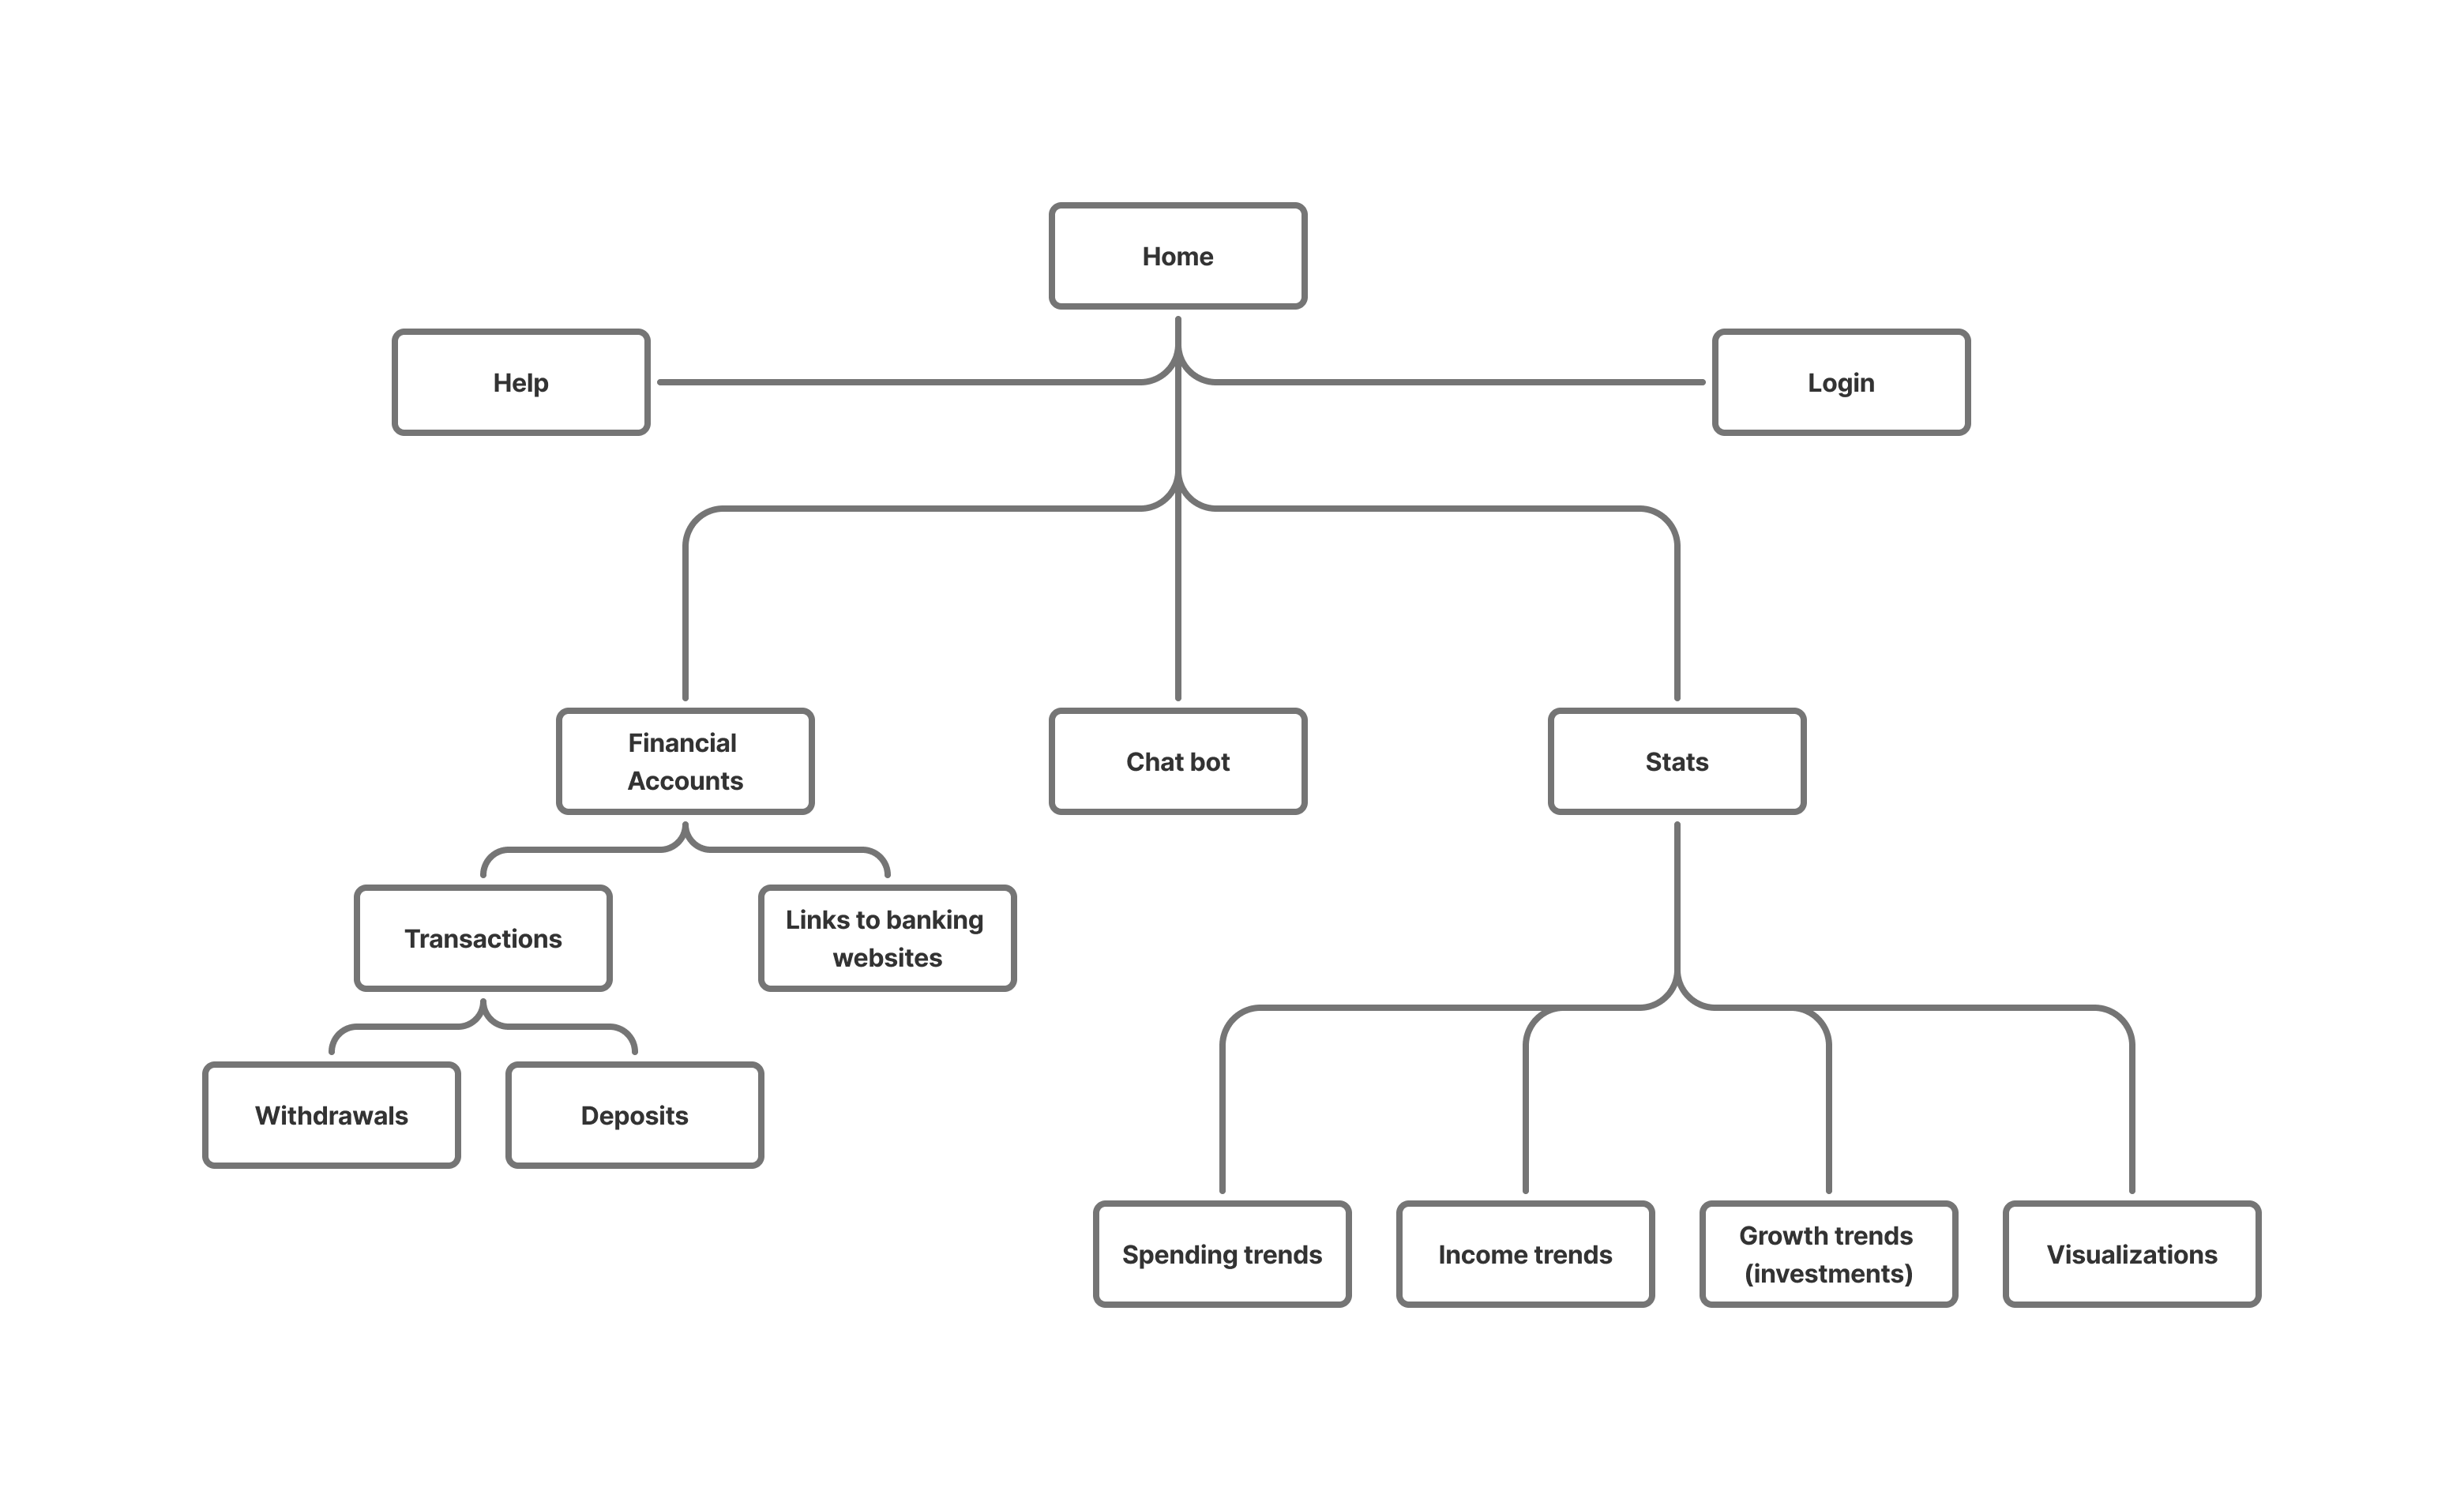 Home
Help
Login
Financial
Accounts
Chat bot
Stats
Transactions
Links to banking
websites
Withdrawals
Deposits
Spending trends
Income trends
Growth trends
(investments)
Visualizations